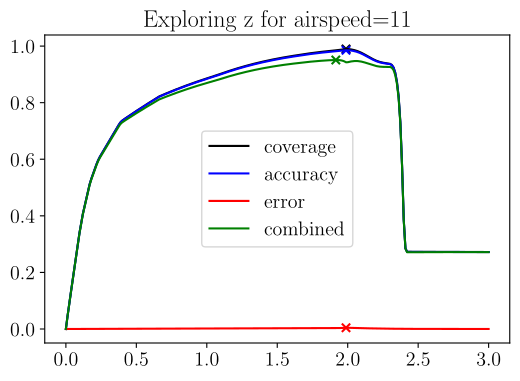 Exploring z for airspeed=11
1.0
0.8
0.6
0.4
0.2
0.0
coverage
accuracy
error
combined
0.0 0.5 1.0 1.5 2.0 2.5 3.0